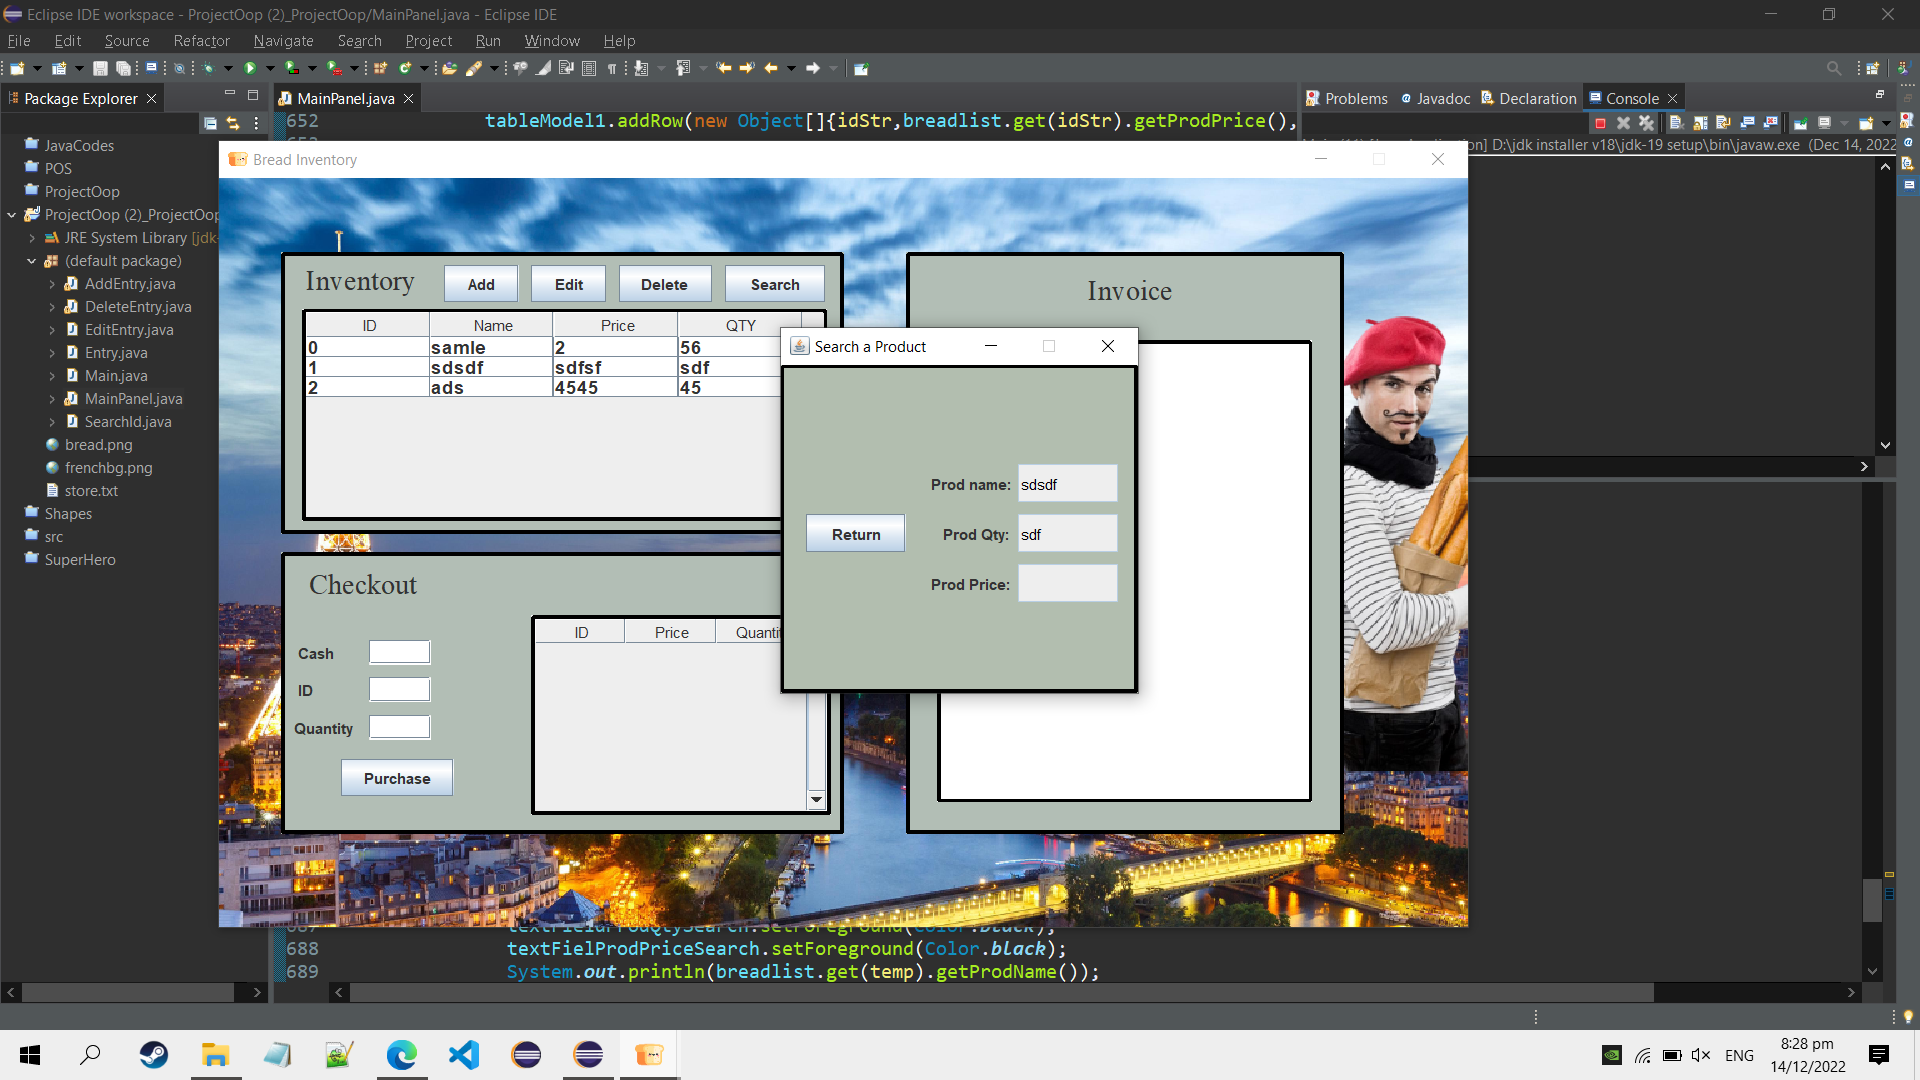 Eclipse IDE workspace - ProjectOop (2)_ProjectOop/MainPanel.java - Eclipse IDE
File Edit Source Refactor Navigate Search Project Run Window Help
Package Explorer
MainPanel.java
Problems Javadoc Declaration Console
652 tableModel1.addRow(new Object[]{idStr,breadlist.get(idStr).getProdPrice(),
D:\jdk installer v18\jdk-19 setup\bin\javaw.exe (Dec 14, 2022
JavaCodes
POS
ProjectOop
ProjectOop (2)_ProjectOop
JRE System Library [jdk-
(default package)
AddEntry.java
DeleteEntry.java
EditEntry.java
Entry.java
Main.java
MainPanel.java
SearchId.java
bread.png
frenchbg.png
store.txt
Shapes
src
SuperHero
Bread Inventory
Inventory Add Edit Delete Search
ID Name Price QTY
0 samle 2 56
1 sdsdf sdfsf sdf
2 ads 4545 45
Invoice
Search a Product
Prod name: sdsdf
Return Prod Qty: sdf
Prod Price:
Checkout
Cash
ID
Quantity
Purchase
ID Price Quantit
688 textFielProdPriceSearch.setForeground(Color.black);
689 System.out.println(breadlist.get(temp).getProdName());
ENG
8:28 pm
14/12/2022